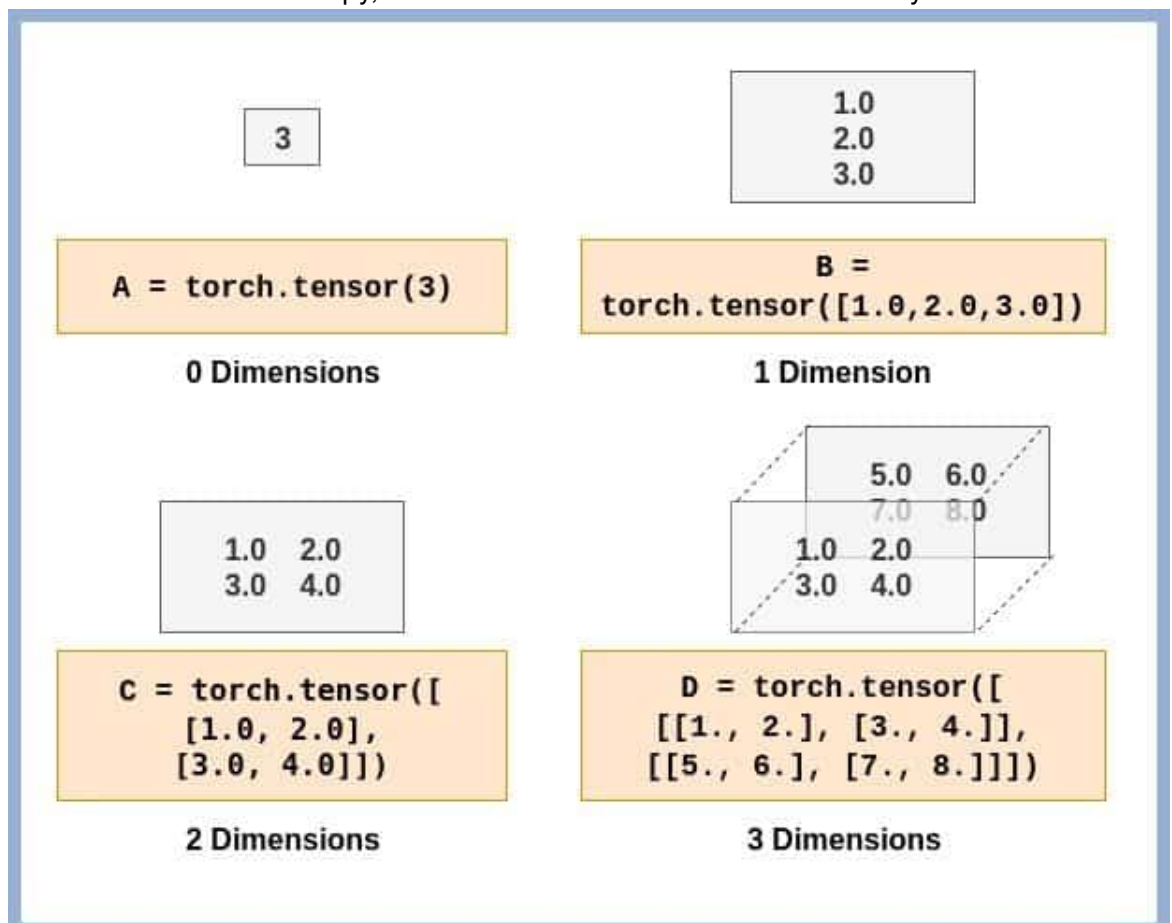 3
A = torch.tensor(3)
0 Dimensions
1.0
2.0
3.0
B =
torch.tensor([1.0,2.0,3.0])
1 Dimension
1.0 2.0
3.0 4.0
C = torch.tensor([
[1.0, 2.0],
[3.0, 4.0]])
2 Dimensions
5.0 6.0
7.0 8.0
1.0 2.0
3.0 4.0
D = torch.tensor([
[[1., 2.], [3., 4.]],
[[5., 6.], [7., 8.]]])
3 Dimensions